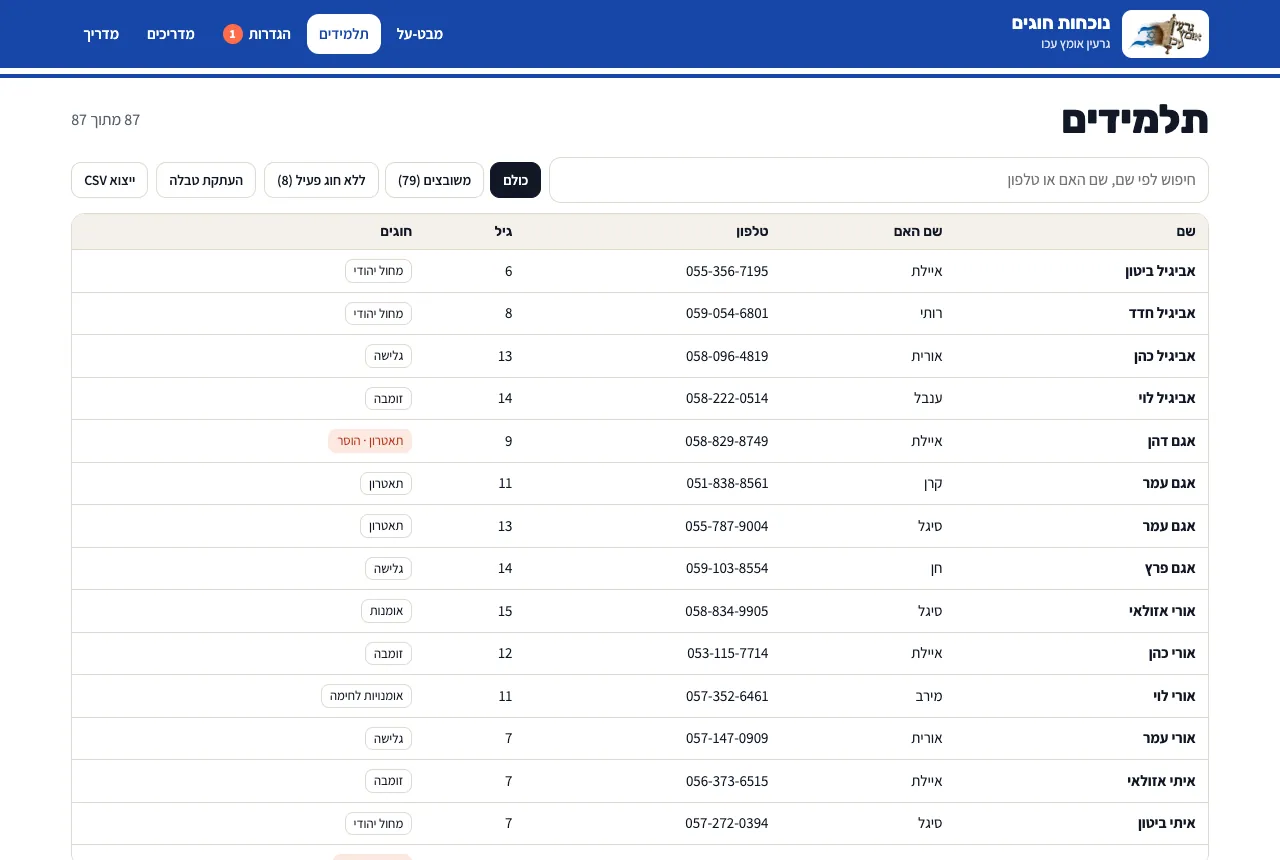 גרעין אומץ עכו
נוכחות חוגים
גרעין אומץ עכו
מבט-על
תלמידים
הגדרות 1
מדריכים
מדריך
תלמידים
87 מתוך 87
חיפוש לפי שם, שם האם או טלפון
כולם
משובצים (79)
ללא חוג פעיל (8)
העתקת טבלה
ייצוא CSV
שם שם האם טלפון גיל חוגים
אביגיל ביטון איילת 055-356-7195 6 מחול יהודי
אביגיל חדד רותי 059-054-6801 8 מחול יהודי
אביגיל כהן אורית 058-096-4819 13 גלישה
אביגיל לוי ענבל 058-222-0514 14 זומבה
אגם דהן איילת 058-829-8749 9 תאטרון · הוסר
אגם עמר קרן 051-838-8561 11 תאטרון
אגם עמר סיגל 055-787-9004 13 תאטרון
אגם פרץ חן 059-103-8554 14 גלישה
אורי אזולאי סיגל 058-834-9905 15 אומנות
אורי כהן איילת 053-115-7714 12 זומבה
אורי לוי מירב 057-352-6461 11 אומנויות לחימה
אורי עמר אורית 057-147-0909 7 גלישה
איתי אזולאי איילת 056-373-6515 7 זומבה
איתי ביטון סיגל 057-272-0394 7 מחול יהודי